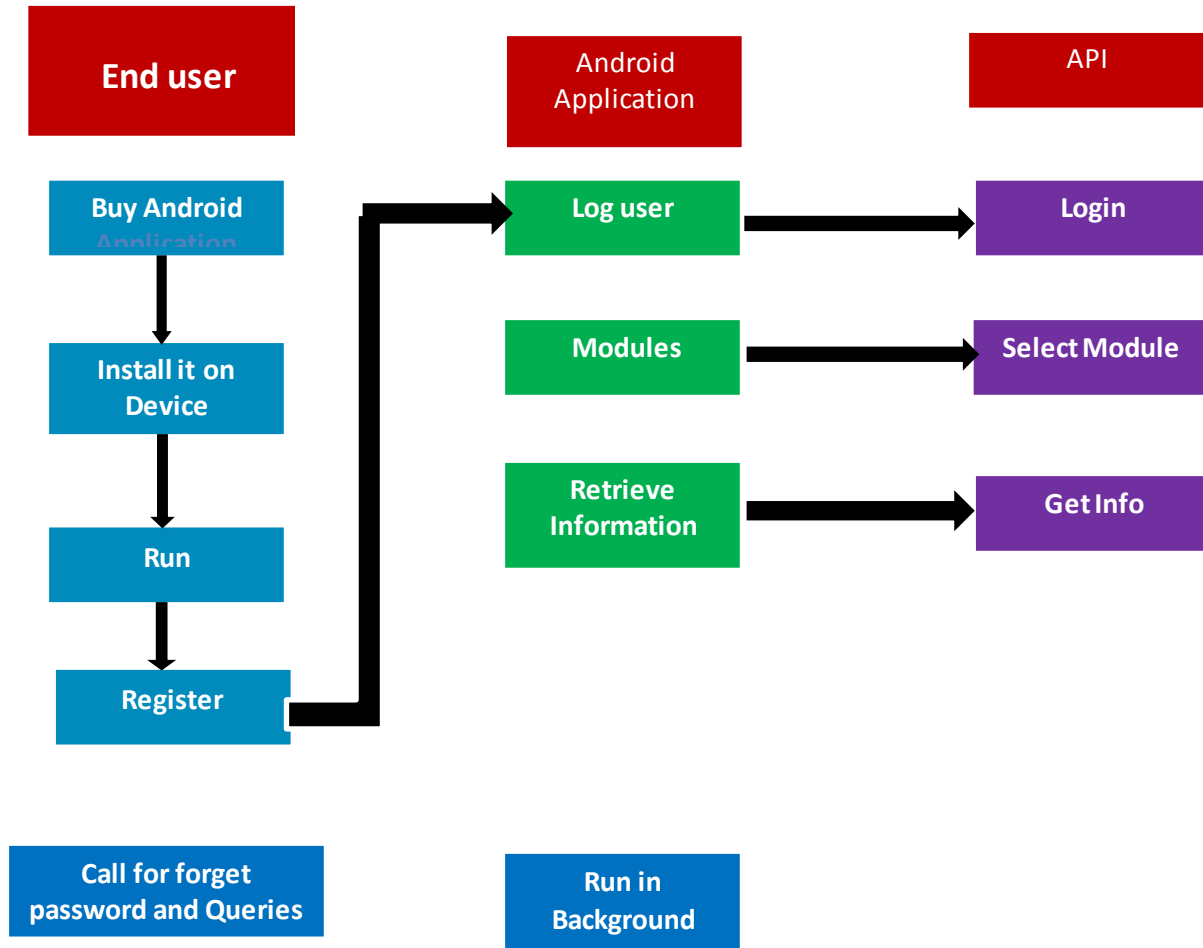 End user
Buy Android
Application
Install it on
Device
Run
Register
Call for forget
password and Queries
Android
Application
Log user
Modules
Retrieve
Information
Run in
Background
API
Login
Select Module
Get Info